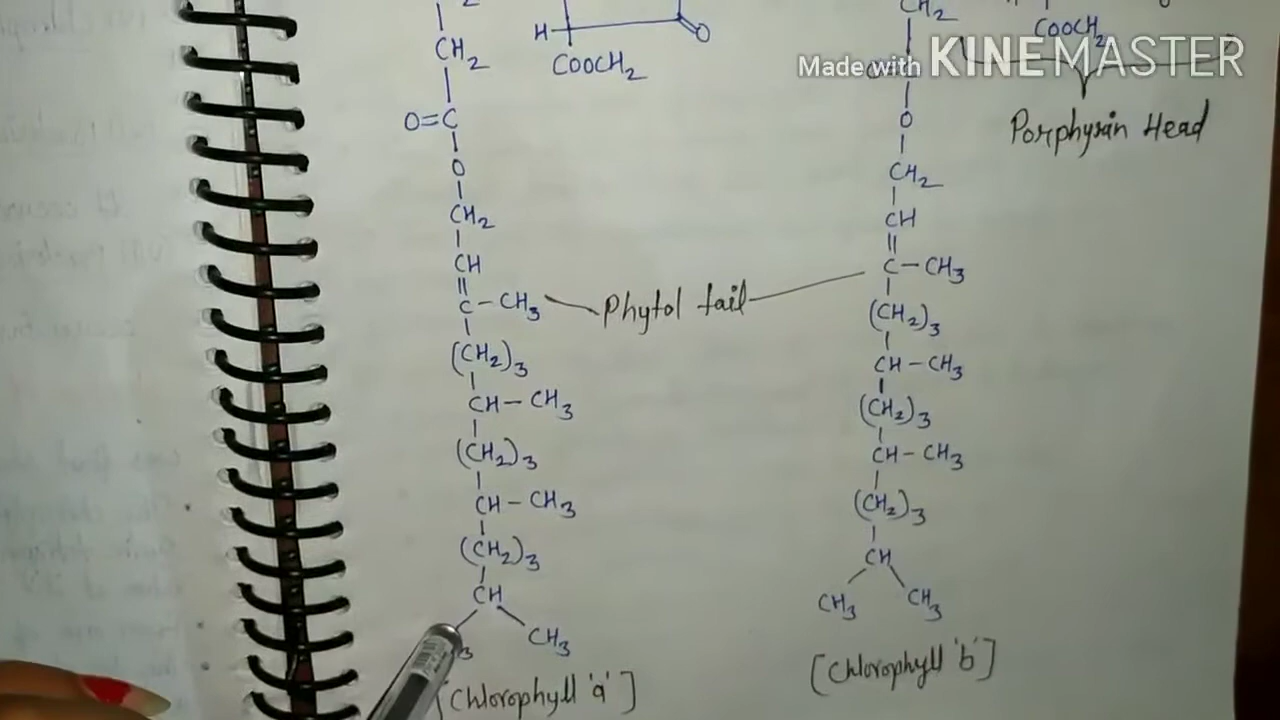 CH2
H
O
COOCH2
O=C
O
CH2
CH
C-CH3
(CH2)3
CH-CH3
(CH2)3
CH-CH3
(CH2)3
CH
3
CH3
[Chlorophyll 'a']
Phytol tail
CH2
COOCH2
Made with KINEMASTER
Porphyrin Head
O
CH2
CH
C-CH3
(CH2)3
CH-CH3
(CH2)3
CH-CH3
(CH2)3
CH
CH3
CH3
[Chlorophyll 'b']